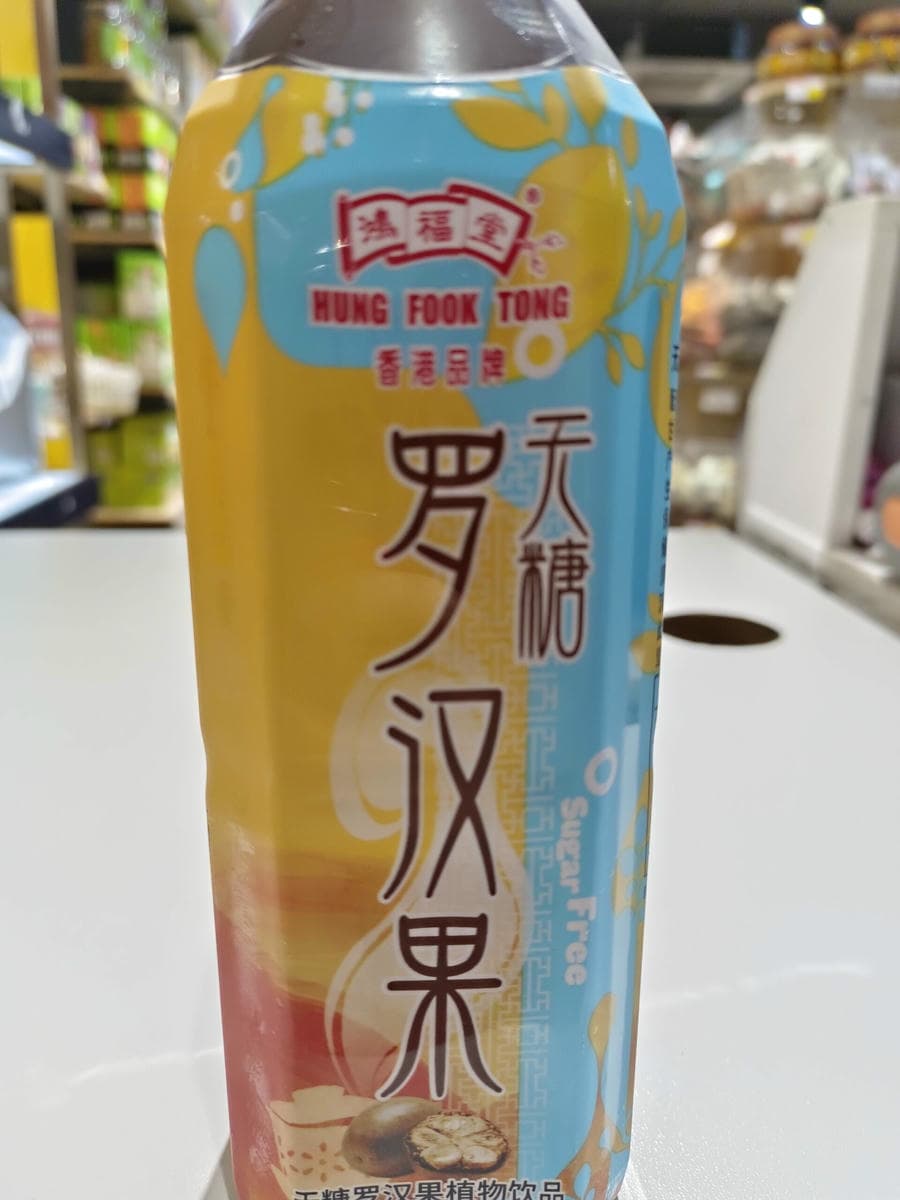 鸿福堂
®
HUNG FOOK TONG
香港品牌
无糖
罗汉果
Sugar Free
无糖罗汉果植物饮品